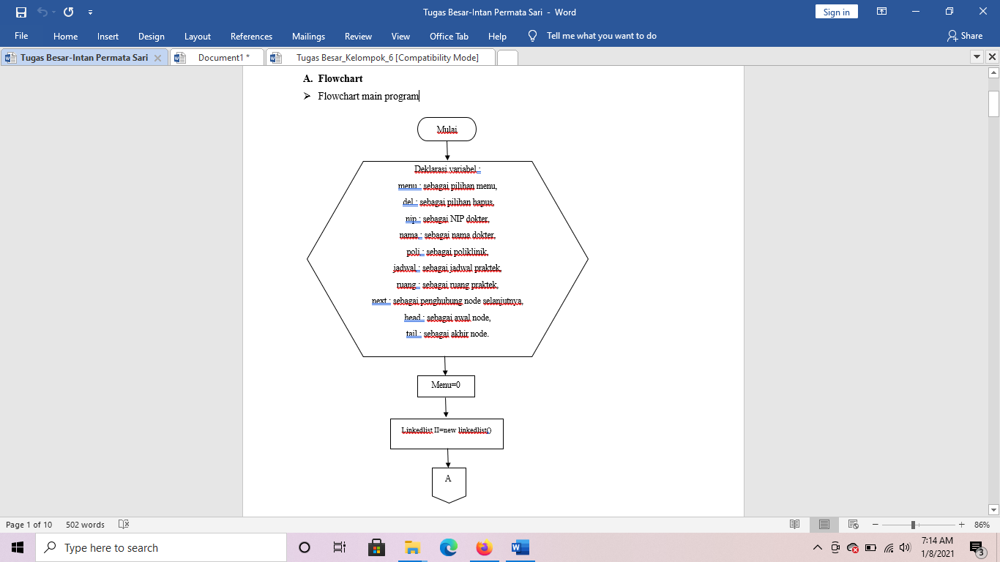 Tugas Besar-Intan Permata Sari - Word
Sign in
File Home Insert Design Layout References Mailings Review View Office Tab Help Tell me what you want to do Share
Tugas Besar-Intan Permata Sari
Document1 *
Tugas Besar_Kelompok_6 [Compatibility Mode]
A. Flowchart
➢ Flowchart main program
Mulai
Deklarasi variabel :
menu : sebagai pilihan menu,
del : sebagai pilihan hapus,
nip : sebagai NIP dokter,
nama : sebagai nama dokter,
poli : sebagai poliklinik,
jadwal : sebagai jadwal praktek,
ruang : sebagai ruang praktek,
next : sebagai penghubung node selanjutnya,
head : sebagai awal node,
tail : sebagai akhir node.
Menu=0
Linkedlist II=new linkedlist()
A
Page 1 of 10 502 words
86%
Type here to search
7:14 AM
1/8/2021
3